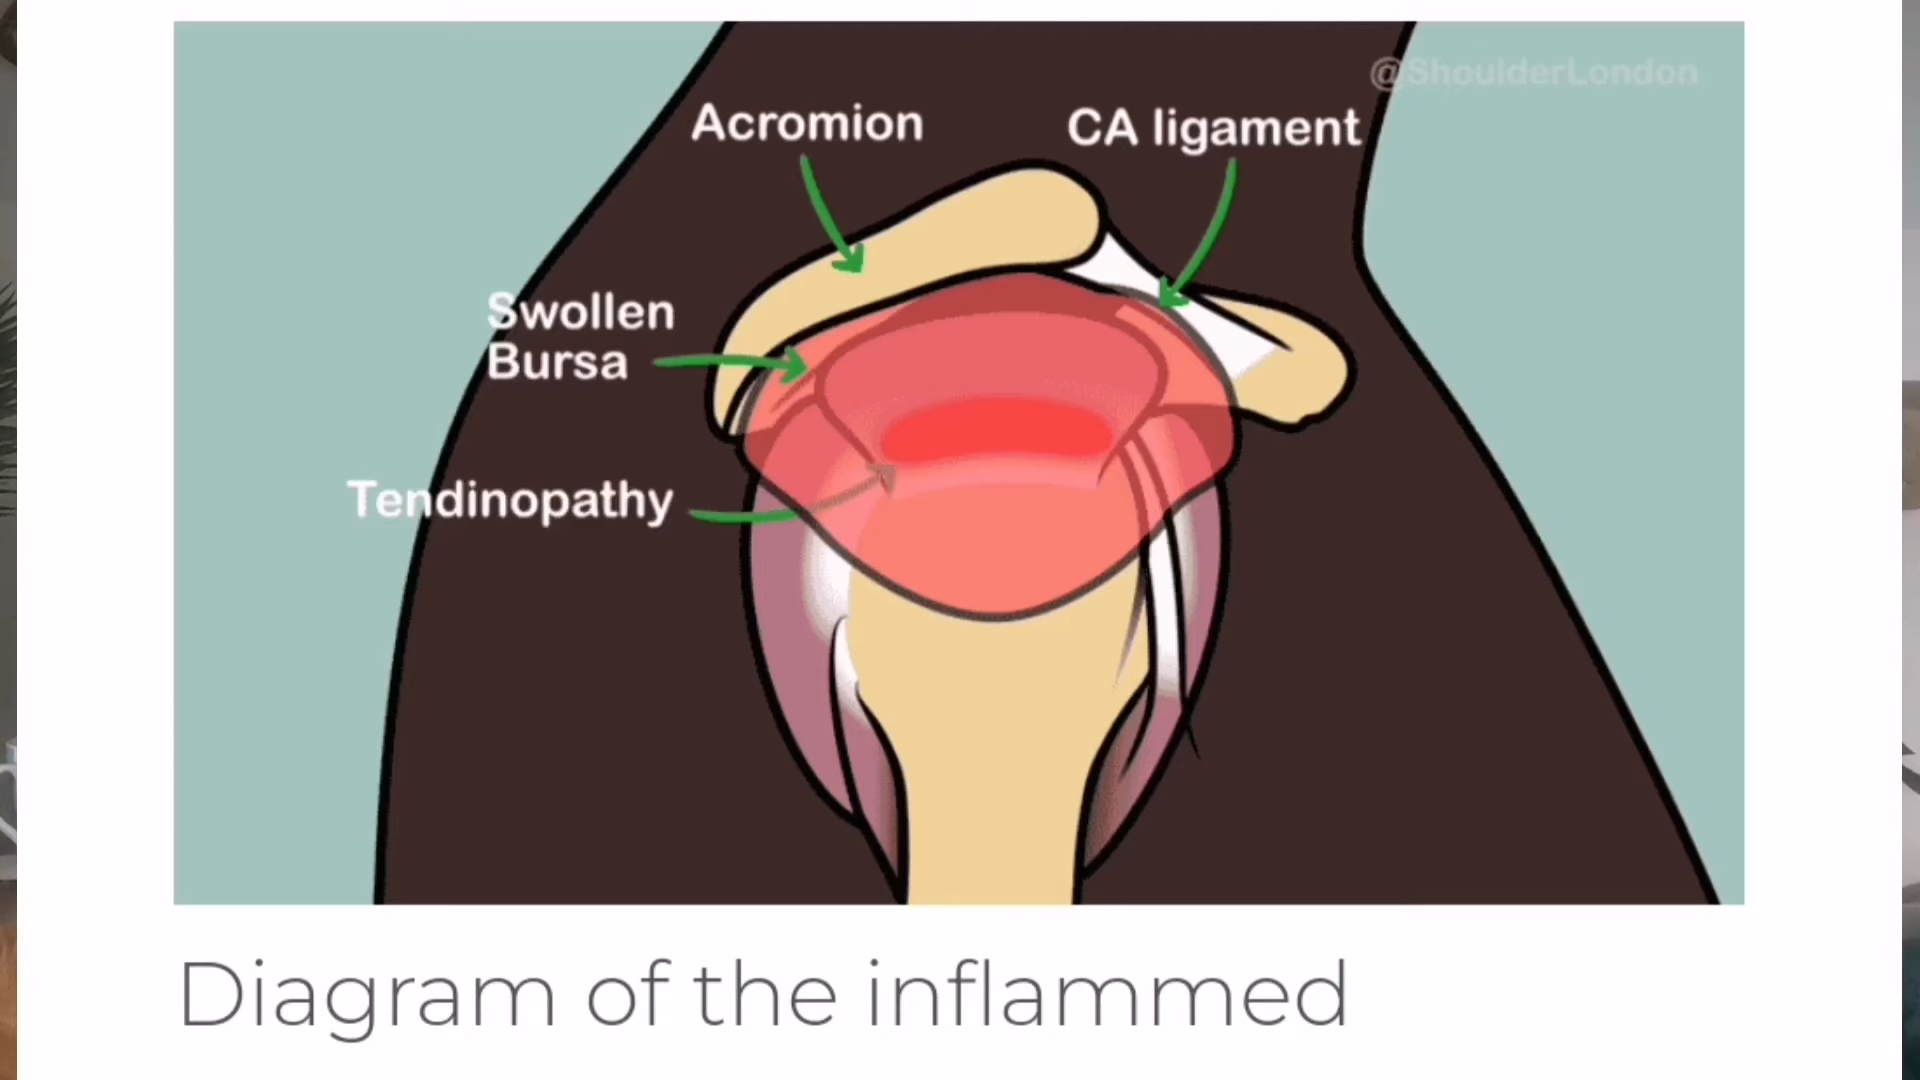 @ShoulderLondon
Acromion
CA ligament
Swollen
Bursa
Tendinopathy
Diagram of the inflammed